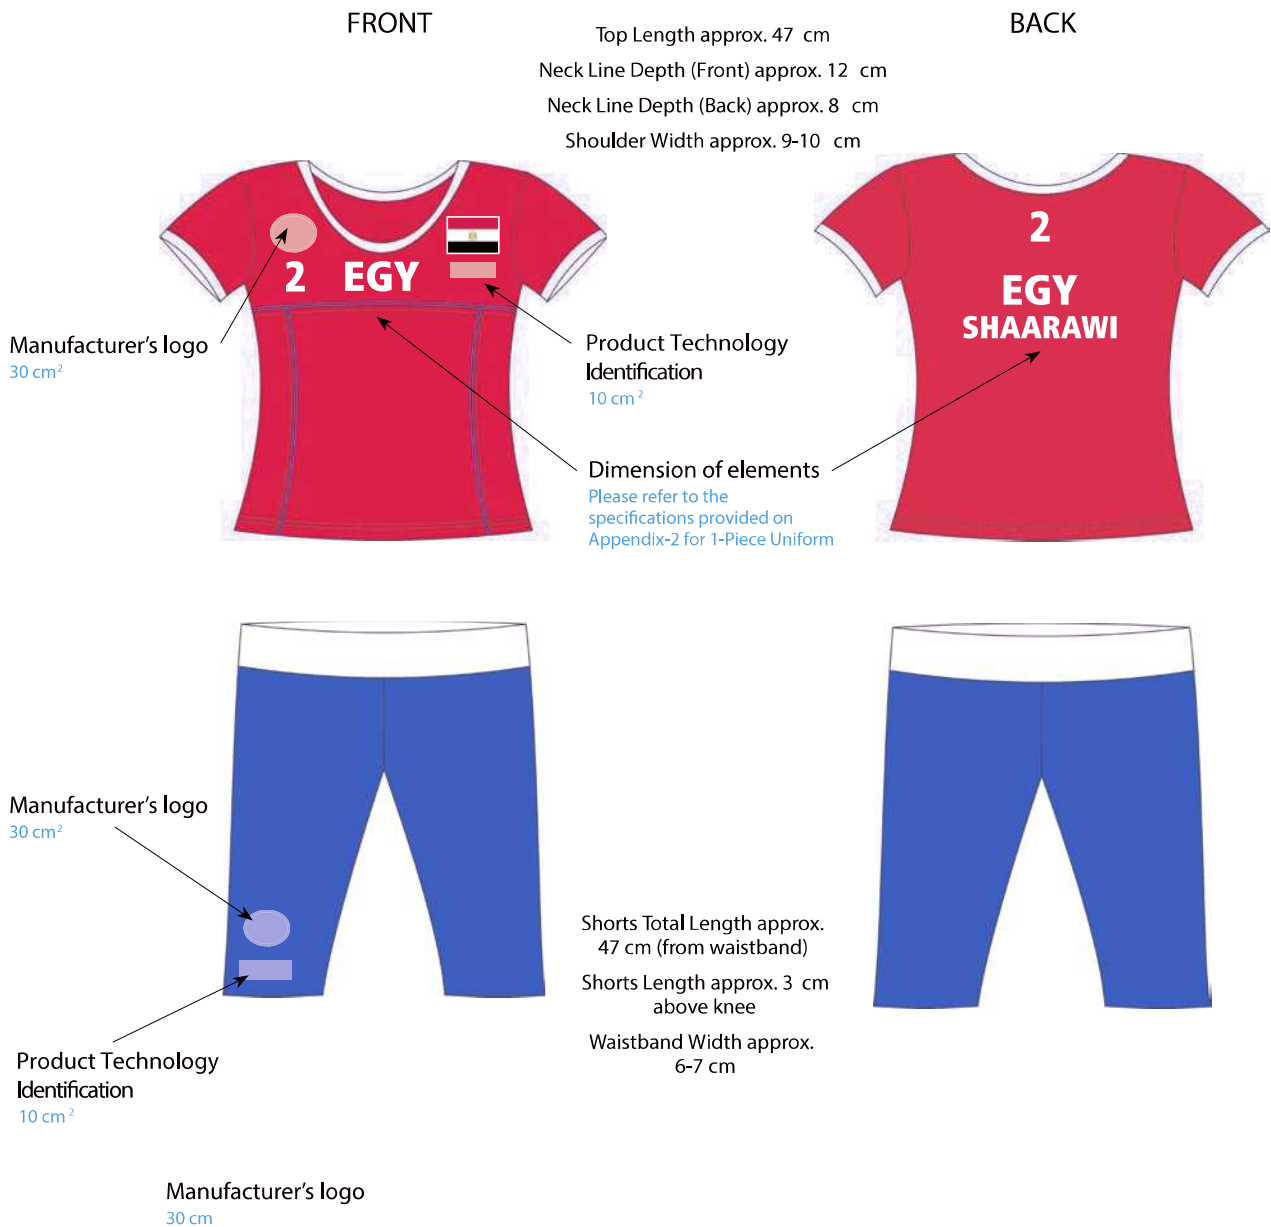 FRONT
BACK
Top Length approx. 47 cm
Neck Line Depth (Front) approx. 12 cm
Neck Line Depth (Back) approx. 8 cm
Shoulder Width approx. 9-10 cm
2 EGY
2
EGY
SHAARAWI
Manufacturer's logo
30 cm²
Product Technology
Identification
10 cm²
Dimension of elements
Please refer to the
specifications provided on
Appendix-2 for 1-Piece Uniform
Manufacturer's logo
30 cm²
Shorts Total Length approx.
47 cm (from waistband)
Shorts Length approx. 3 cm
above knee
Waistband Width approx.
6-7 cm
Product Technology
Identification
10 cm²
Manufacturer's logo
30 cm